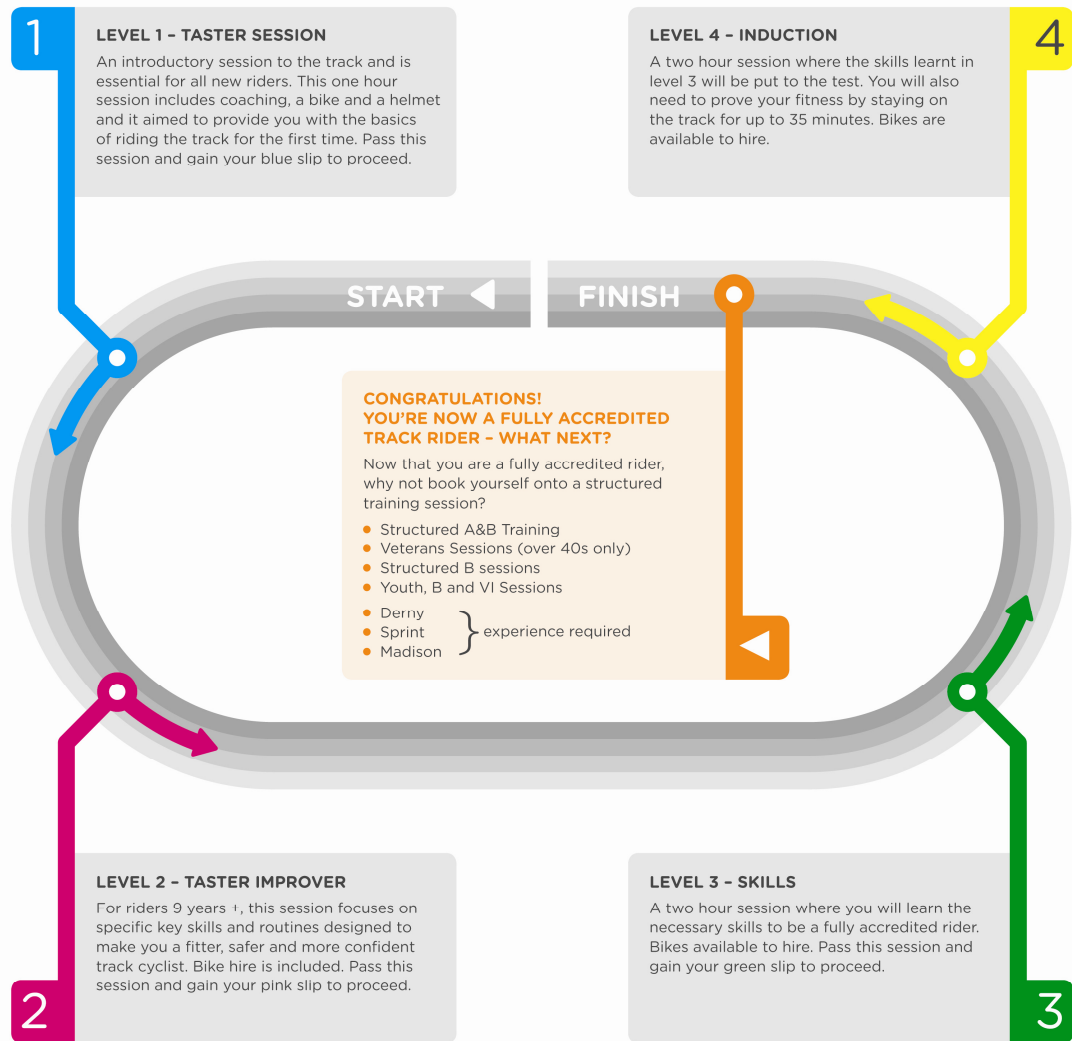 1
LEVEL 1 – TASTER SESSION
An introductory session to the track and is
essential for all new riders. This one hour
session includes coaching, a bike and a helmet
and it aimed to provide you with the basics
of riding the track for the first time. Pass this
session and gain your blue slip to proceed.
4
LEVEL 4 – INDUCTION
A two hour session where the skills learnt in
level 3 will be put to the test. You will also
need to prove your fitness by staying on
the track for up to 35 minutes. Bikes are
available to hire.
START
FINISH
CONGRATULATIONS!
YOU'RE NOW A FULLY ACCREDITED
TRACK RIDER – WHAT NEXT?
Now that you are a fully accredited rider,
why not book yourself onto a structured
training session?
• Structured A&B Training
• Veterans Sessions (over 40s only)
• Structured B sessions
• Youth, B and VI Sessions
• Derny
• Sprint
experience required
• Madison
LEVEL 2 – TASTER IMPROVER
For riders 9 years +, this session focuses on
specific key skills and routines designed to
make you a fitter, safer and more confident
track cyclist. Bike hire is included. Pass this
session and gain your pink slip to proceed.
2
LEVEL 3 – SKILLS
A two hour session where you will learn the
necessary skills to be a fully accredited rider.
Bikes available to hire. Pass this session and
gain your green slip to proceed.
3